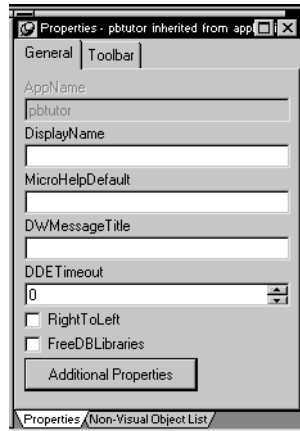 Properties - pbtutor inherited from appl
General
Toolbar
AppName
pbtutor
DisplayName
MicroHelpDefault
DWMessageTitle
DDETimeout
0
RightToLeft
FreeDBLibraries
Additional Properties
Properties
Non-Visual Object List